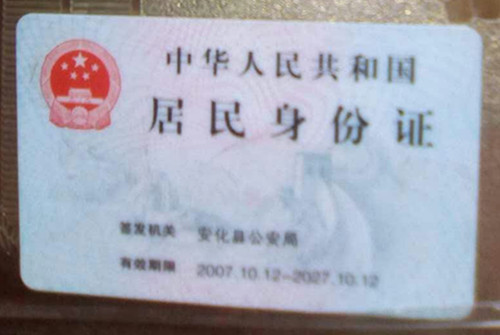 中华人民共和国
居民身份证
签发机关 安化县公安局
有效期限 2007.10.12-2027.10.12